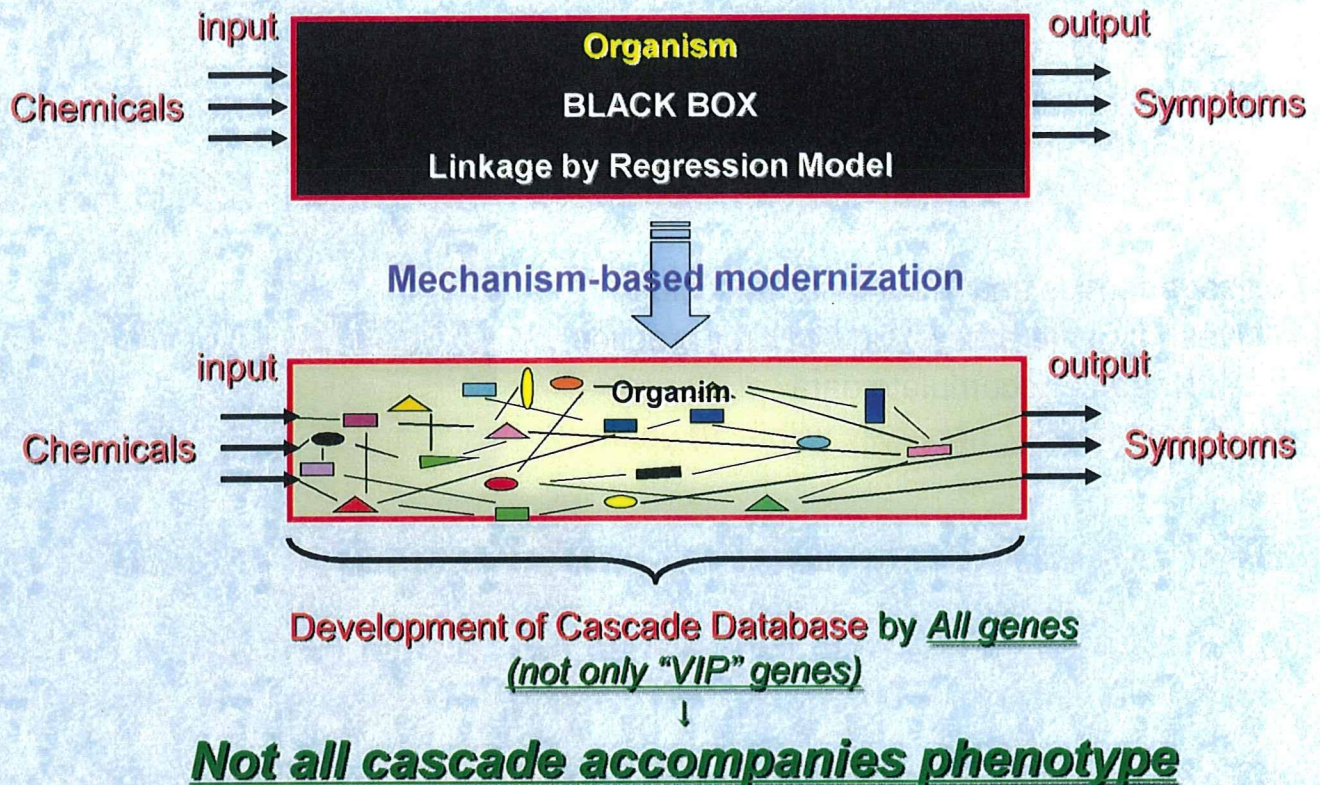 input
output
Organism
Chemicals
BLACK BOX
Symptoms
Linkage by Regression Model
Mechanism-based modernization
input
output
Organim
Chemicals
Symptoms
Development of Cascade Database by All genes
(not only “VIP” genes)
↓
Not all cascade accompanies phenotype